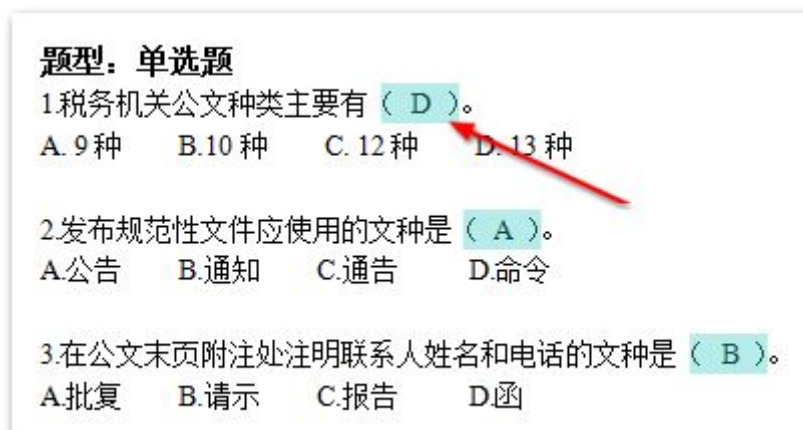 题型：单选题
1.税务机关公文种类主要有（ D ）。
A. 9种 B.10种 C. 12种 D. 13种
2.发布规范性文件应使用的文种是（ A ）。
A.公告 B.通知 C.通告 D.命令
3.在公文末页附注处注明联系人姓名和电话的文种是（ B ）。
A.批复 B.请示 C.报告 D.函